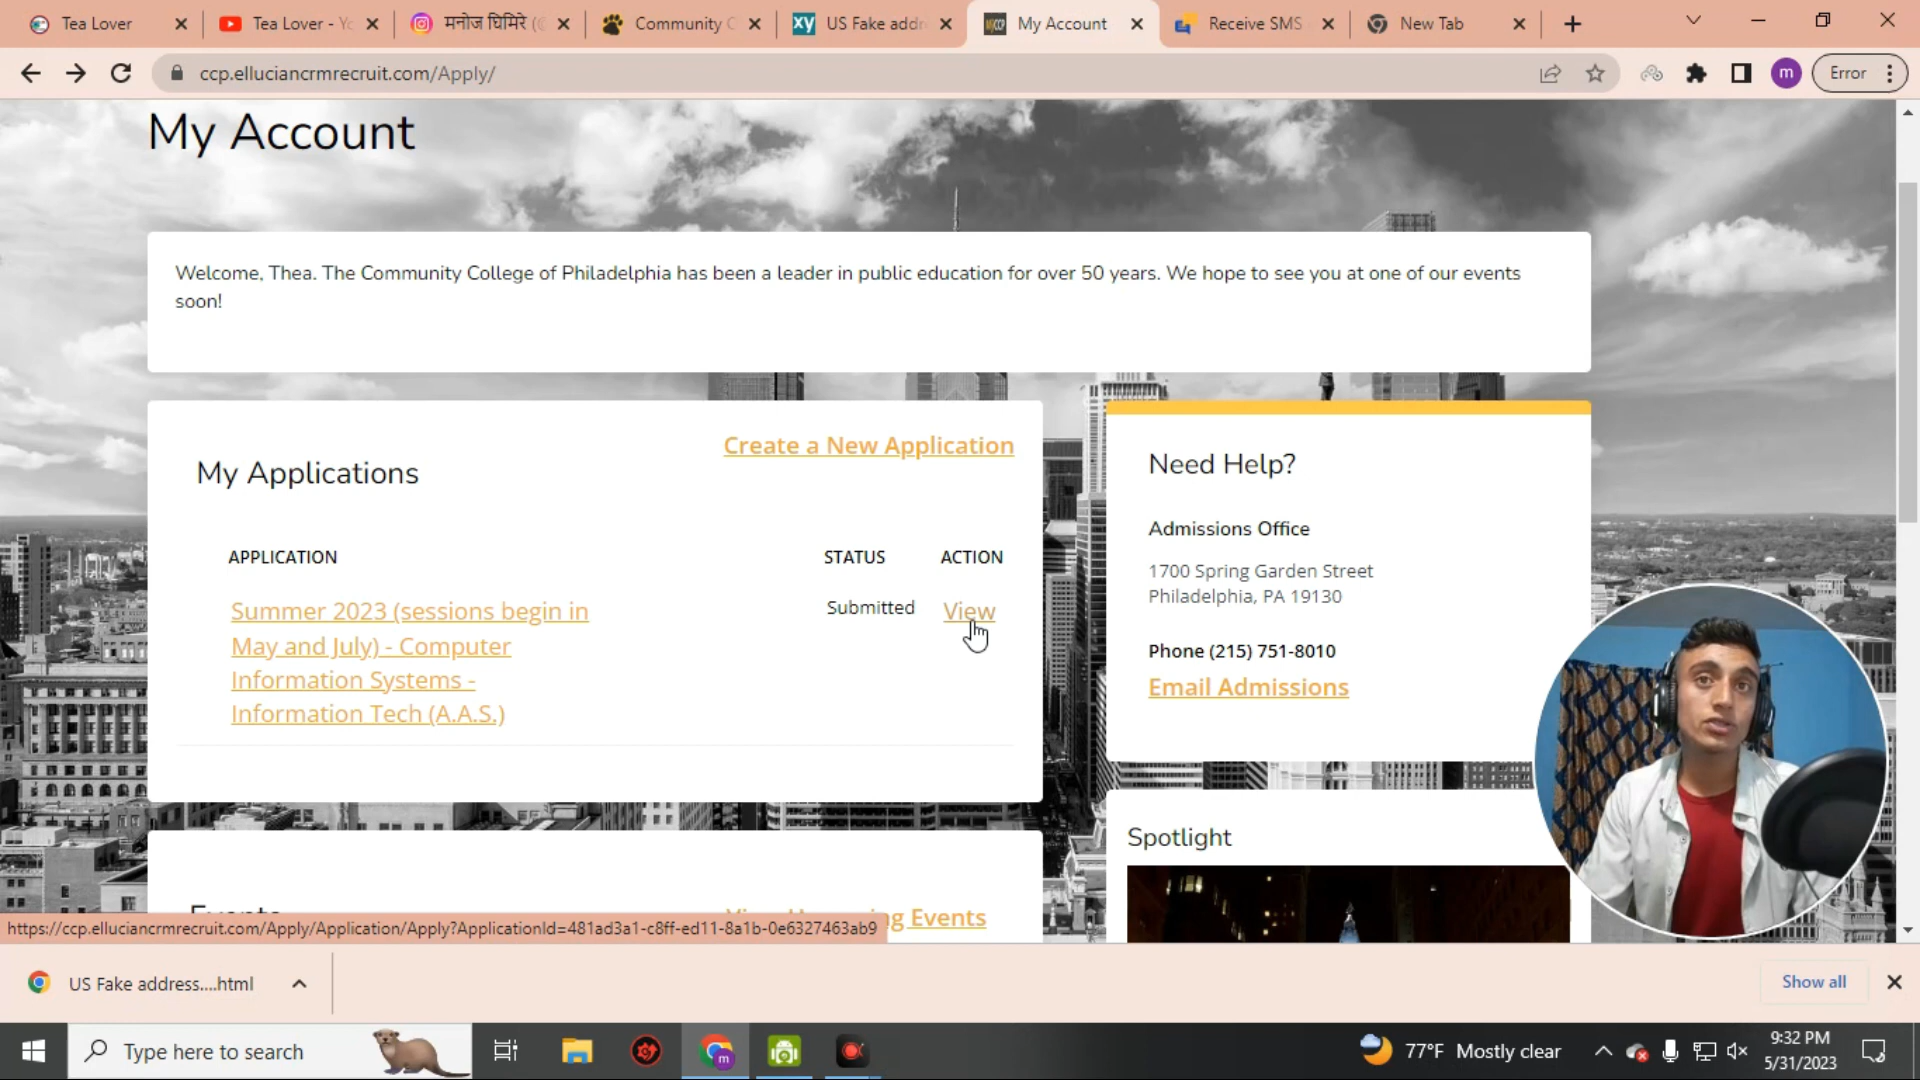 Tea Lover
Tea Lover - Yo
मनोज घिमिरे (
Community C
XY US Fake addr
My Account
Receive SMS
New Tab
ccp.elluciancrmrecruit.com/Apply/
m
Error
My Account
Welcome, Thea. The Community College of Philadelphia has been a leader in public education for over 50 years. We hope to see you at one of our events
soon!
Create a New Application
My Applications
APPLICATION STATUS ACTION
Summer 2023 (sessions begin in
May and July) - Computer
Information Systems -
Information Tech (A.A.S.)
Submitted
View
Need Help?
Admissions Office
1700 Spring Garden Street
Philadelphia, PA 19130
Phone (215) 751-8010
Email Admissions
Spotlight
g Events
https://ccp.elluciancrmrecruit.com/Apply/Application/Apply?ApplicationId=481ad3a1-c8ff-ed11-8a1b-0e6327463ab9
US Fake address....html
Show all
Type here to search
m
77°F Mostly clear
9:32 PM
5/31/2023